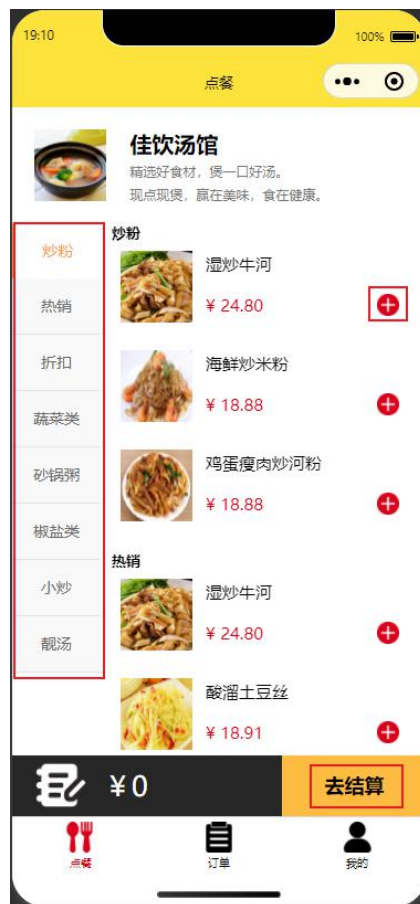 19:10
100%
点餐
佳饮汤馆
精选好食材，煲一口好汤。
现点现煲，赢在美味，食在健康。
炒粉
热销
折扣
蔬菜类
砂锅粥
椒盐类
小炒
靓汤
炒粉
湿炒牛河
¥ 24.80
海鲜炒米粉
¥ 18.88
鸡蛋瘦肉炒河粉
¥ 18.88
热销
湿炒牛河
¥ 24.80
酸溜土豆丝
¥ 18.91
¥0
去结算
点餐
订单
我的